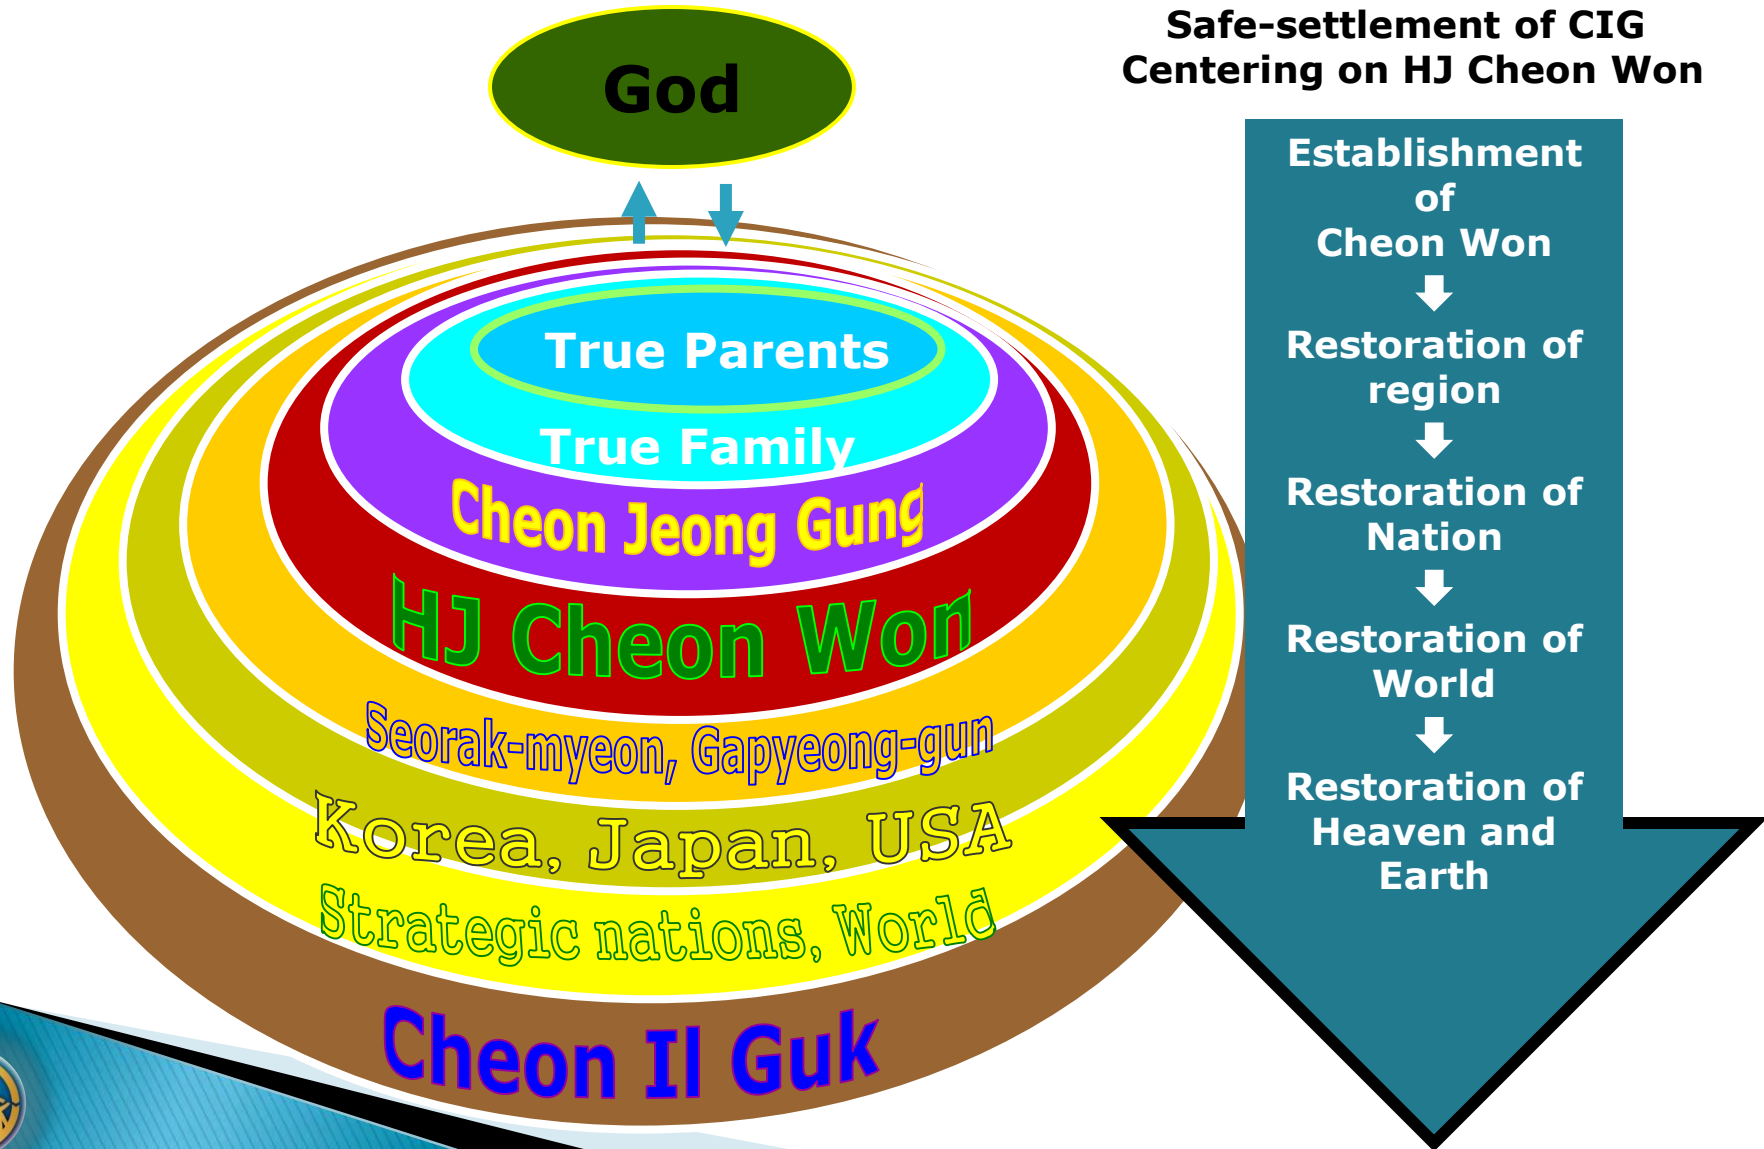 God
True Parents
True Family
Cheon Jeong Gung
HJ Cheon Won
Seorak-myeon, Gapyeong-gun
Korea, Japan, USA
Strategic nations, World
Cheon Il Guk
Safe-settlement of CIG
Centering on HJ Cheon Won
Establishment
of
Cheon Won
Restoration of
region
Restoration of
Nation
Restoration of
World
Restoration of
Heaven and
Earth